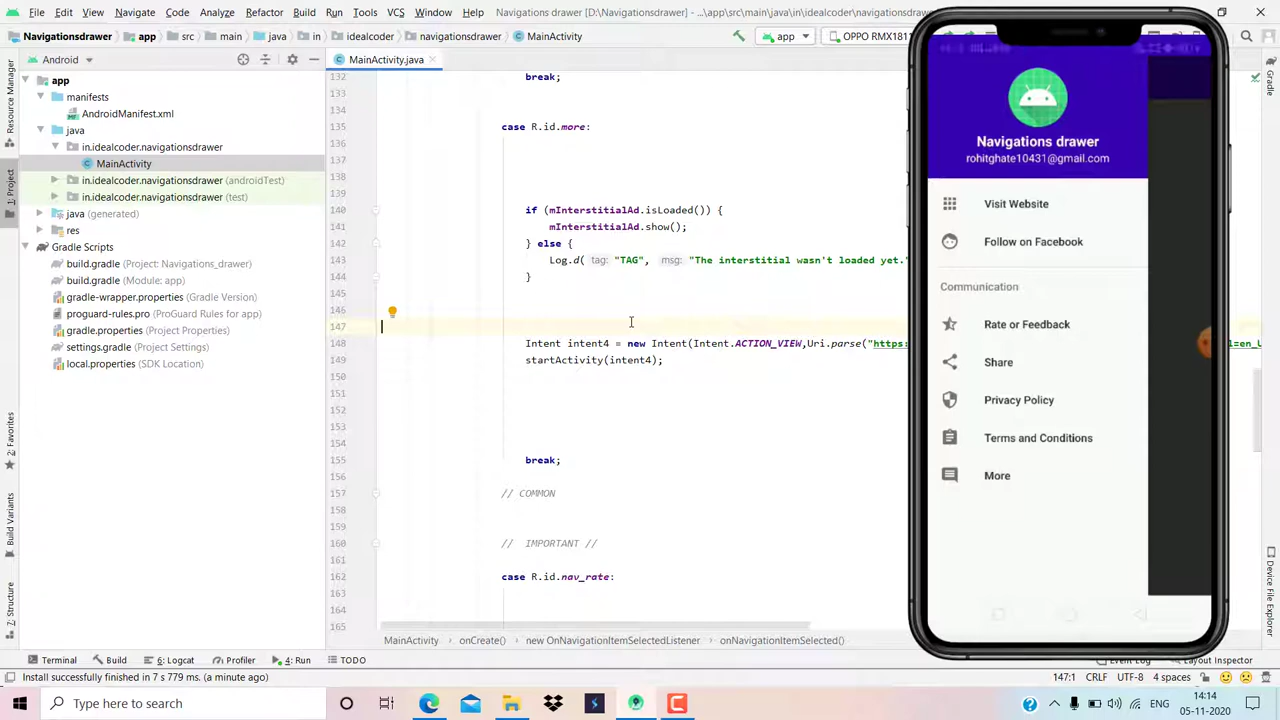 File Edit View Navigate Code Analyze Refactor Build Run Tools VCS Window
Navigations drawer [D:\Navigationsdrawer] - ...\app\src\main\java\in\idealcoder\navigationsdrawer
Navigationsdrawer app src main java in idealcoder MainActivity app OPPO RMX181
Android
MainActivity.java
app
manifests
AndroidManifest.xml
java
in.idealcoder.navigationsdrawer
MainActivity
in.idealcoder.navigationsdrawer (androidTest)
in.idealcoder.navigationsdrawer (test)
java (generated)
res
Gradle Scripts
build.gradle (Project: Navigations_drawer)
build.gradle (Module: app)
gradle-wrapper.properties (Gradle Version)
proguard-rules.pro (ProGuard Rules for app)
gradle.properties (Project Properties)
settings.gradle (Project Settings)
local.properties (SDK Location)
Resource Manager
1: Project
2: Favorites
Build Variants
7: Structure
132 break;
133
134
135 case R.id.more:
136
137
138
139
140 if (mInterstitialAd.isLoaded()) {
141 mInterstitialAd.show();
142 } else {
143 Log.d( tag: "TAG", msg: "The interstitial wasn't loaded yet."
144 }
145
146
147
148 Intent intent4 = new Intent(Intent.ACTION_VIEW,Uri.parse("https: l=en_U
149 startActivity(intent4);
150
151
152
153
154
155 break;
156
157 // COMMON
158
159
160 // IMPORTANT //
161
162 case R.id.nav_rate:
163
164
165
MainActivity onCreate() new OnNavigationItemSelectedListener onNavigationItemSelected()
Navigations drawer
rohitghate10431@gmail.com
Visit Website
Follow on Facebook
Communication
Rate or Feedback
Share
Privacy Policy
Terms and Conditions
More
Gradle
Device File Explorer
Terminal Build 6: Logcat Profiler 4: Run TODO
Event Log Layout Inspector
Install successfully finished in 7 s 779 ms.
147:1 CRLF UTF-8 4 spaces
Type here to search
ENG
14:14
05-11-2020